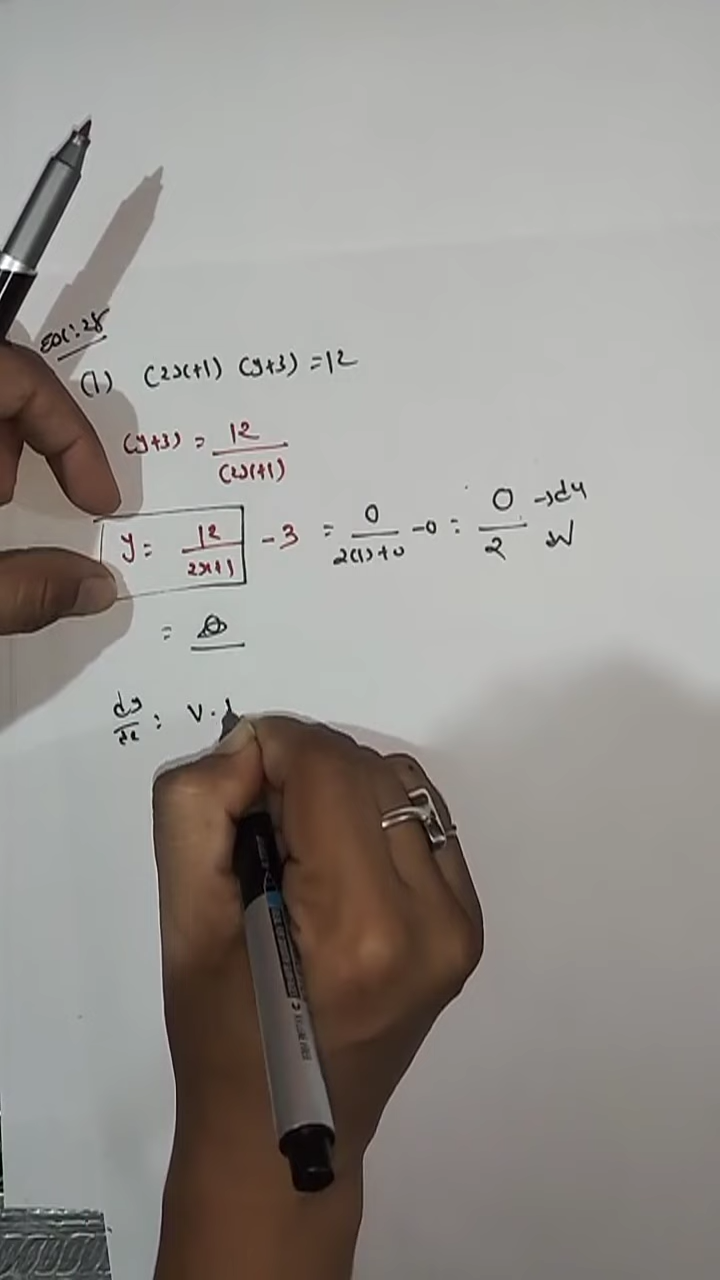 Ex: 28
(1) (2x+1) (y+3) = 12
(y+3) = 12 / (2x+1)
y = 12 / 2x+1 - 3 = 0 / 2(1)+0 - 0 = 0 / 2 → du
=
dy / dx = v.